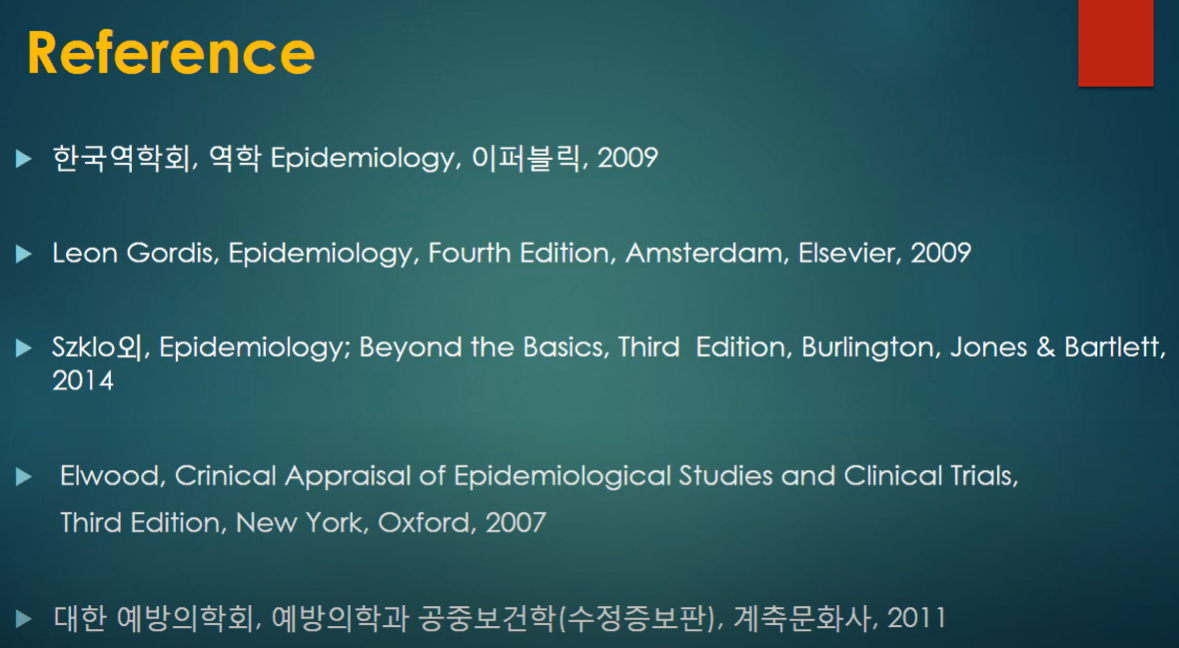 Reference
한국역학회, 역학 Epidemiology, 이퍼블릭, 2009
Leon Gordis, Epidemiology, Fourth Edition, Amsterdam, Elsevier, 2009
Szklo외, Epidemiology; Beyond the Basics, Third Edition, Burlington, Jones & Bartlett,
2014
Elwood, Crinical Appraisal of Epidemiological Studies and Clinical Trials,
Third Edition, New York, Oxford, 2007
대한 예방의학회, 예방의학과 공중보건학(수정증보판), 계축문화사, 2011